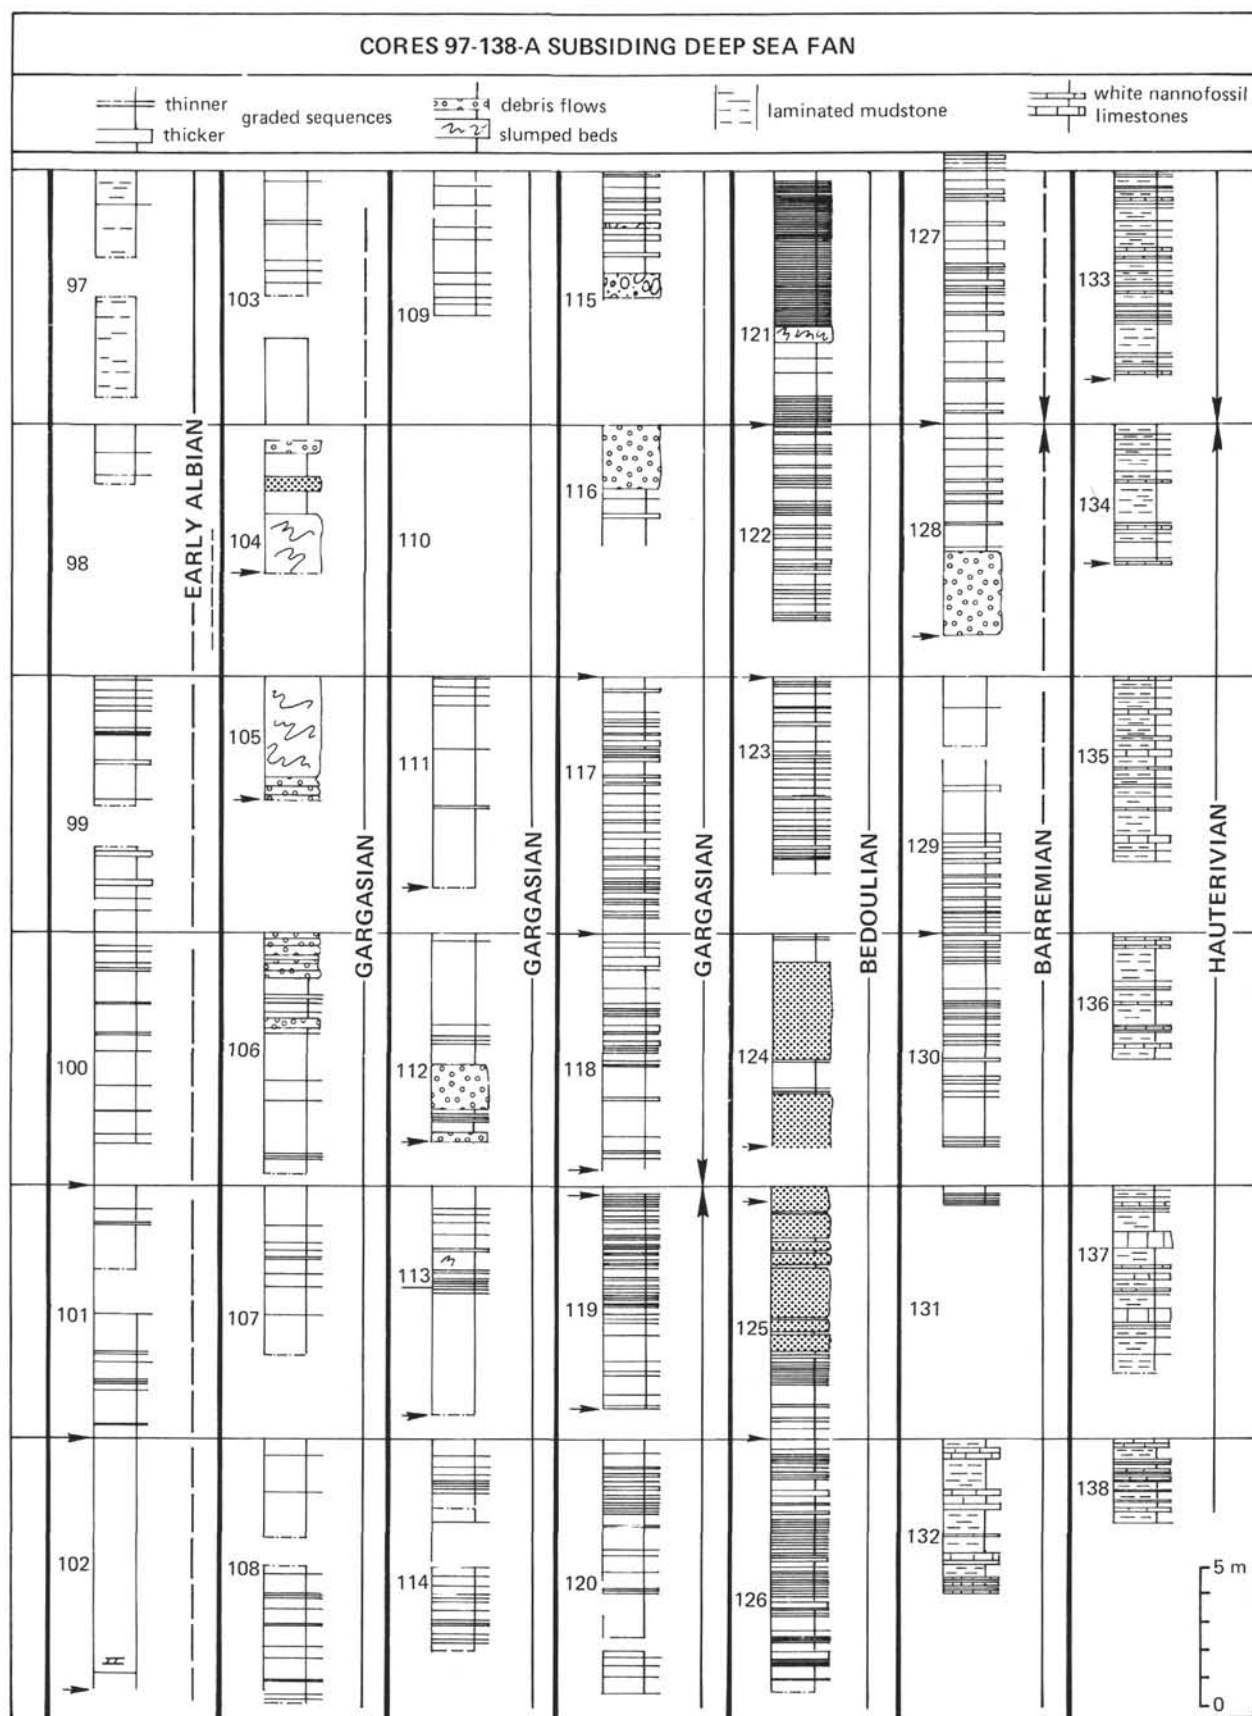 CORES 97-138-A SUBSIDING DEEP SEA FAN
thinner
thicker
graded sequences
debris flows
slumped beds
laminated mudstone
white nannofossil
limestones
97
98
99
100
101
102
EARLY ALBIAN
103
104
105
106
107
108
GARGASIAN
109
110
111
112
113
114
GARGASIAN
115
116
117
118
119
120
GARGASIAN
121
122
123
124
125
126
BEDOULIAN
127
128
129
130
131
132
BARREMIAN
133
134
135
136
137
138
HAUTERIVIAN
5 m
0